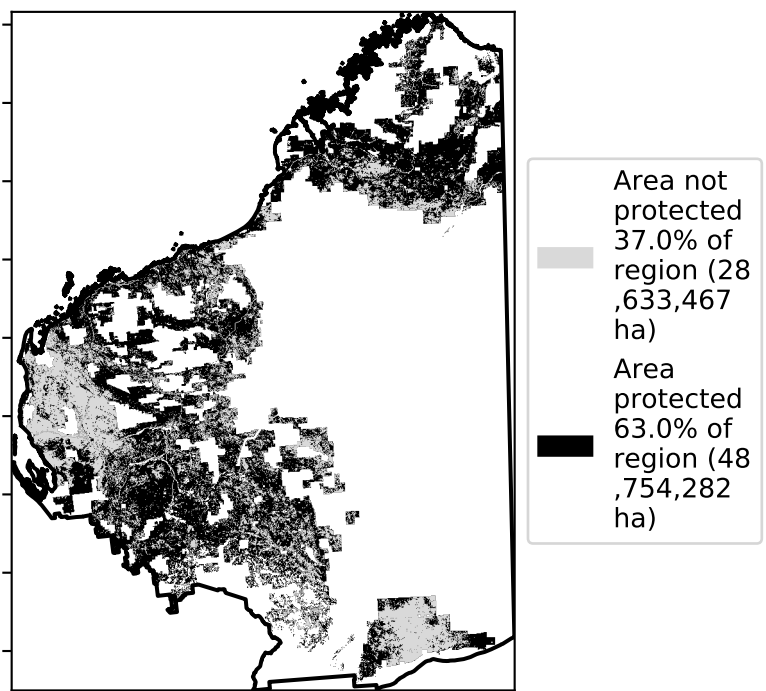 Area not
protected
37.0% of
region (28
,633,467
ha)
Area
protected
63.0% of
region (48
,754,282
ha)